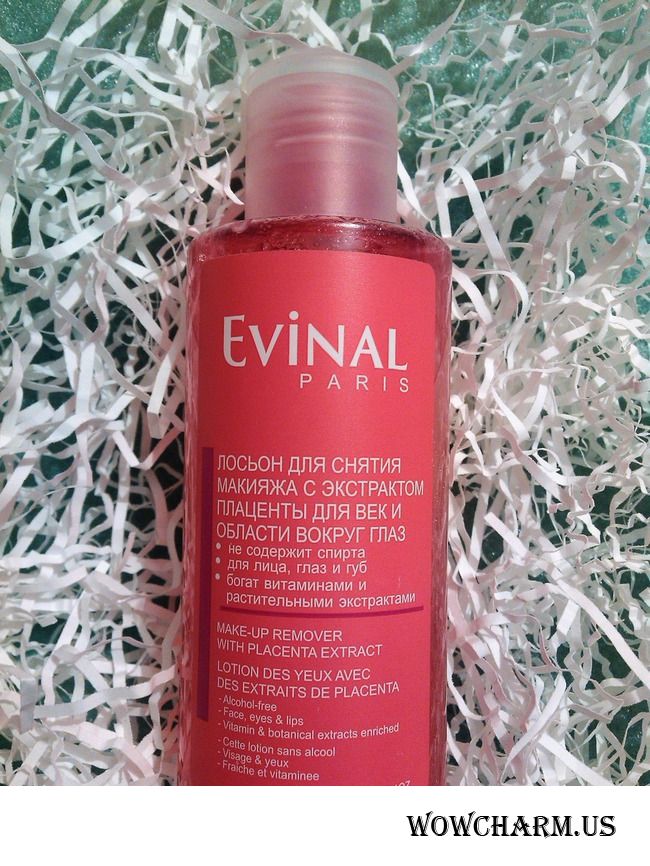 EViNAL
PARIS
ЛОСЬОН ДЛЯ СНЯТИЯ
МАКИЯЖА С ЭКСТРАКТОМ
ПЛАЦЕНТЫ ДЛЯ ВЕК И
ОБЛАСТИ ВОКРУГ ГЛАЗ
• не содержит спирта
• для лица, глаз и губ
• богат витаминами и
растительными экстрактами
MAKE-UP REMOVER
WITH PLACENTA EXTRACT
LOTION DES YEUX AVEC
DES EXTRAITS DE PLACENTA
- Alcohol-free
- Face, eyes & lips
- Vitamin & botanical extracts enriched
- Cette lotion sans alcool
- Visage & yeux
- Fraîche et vitaminee
WOWCHARM.US